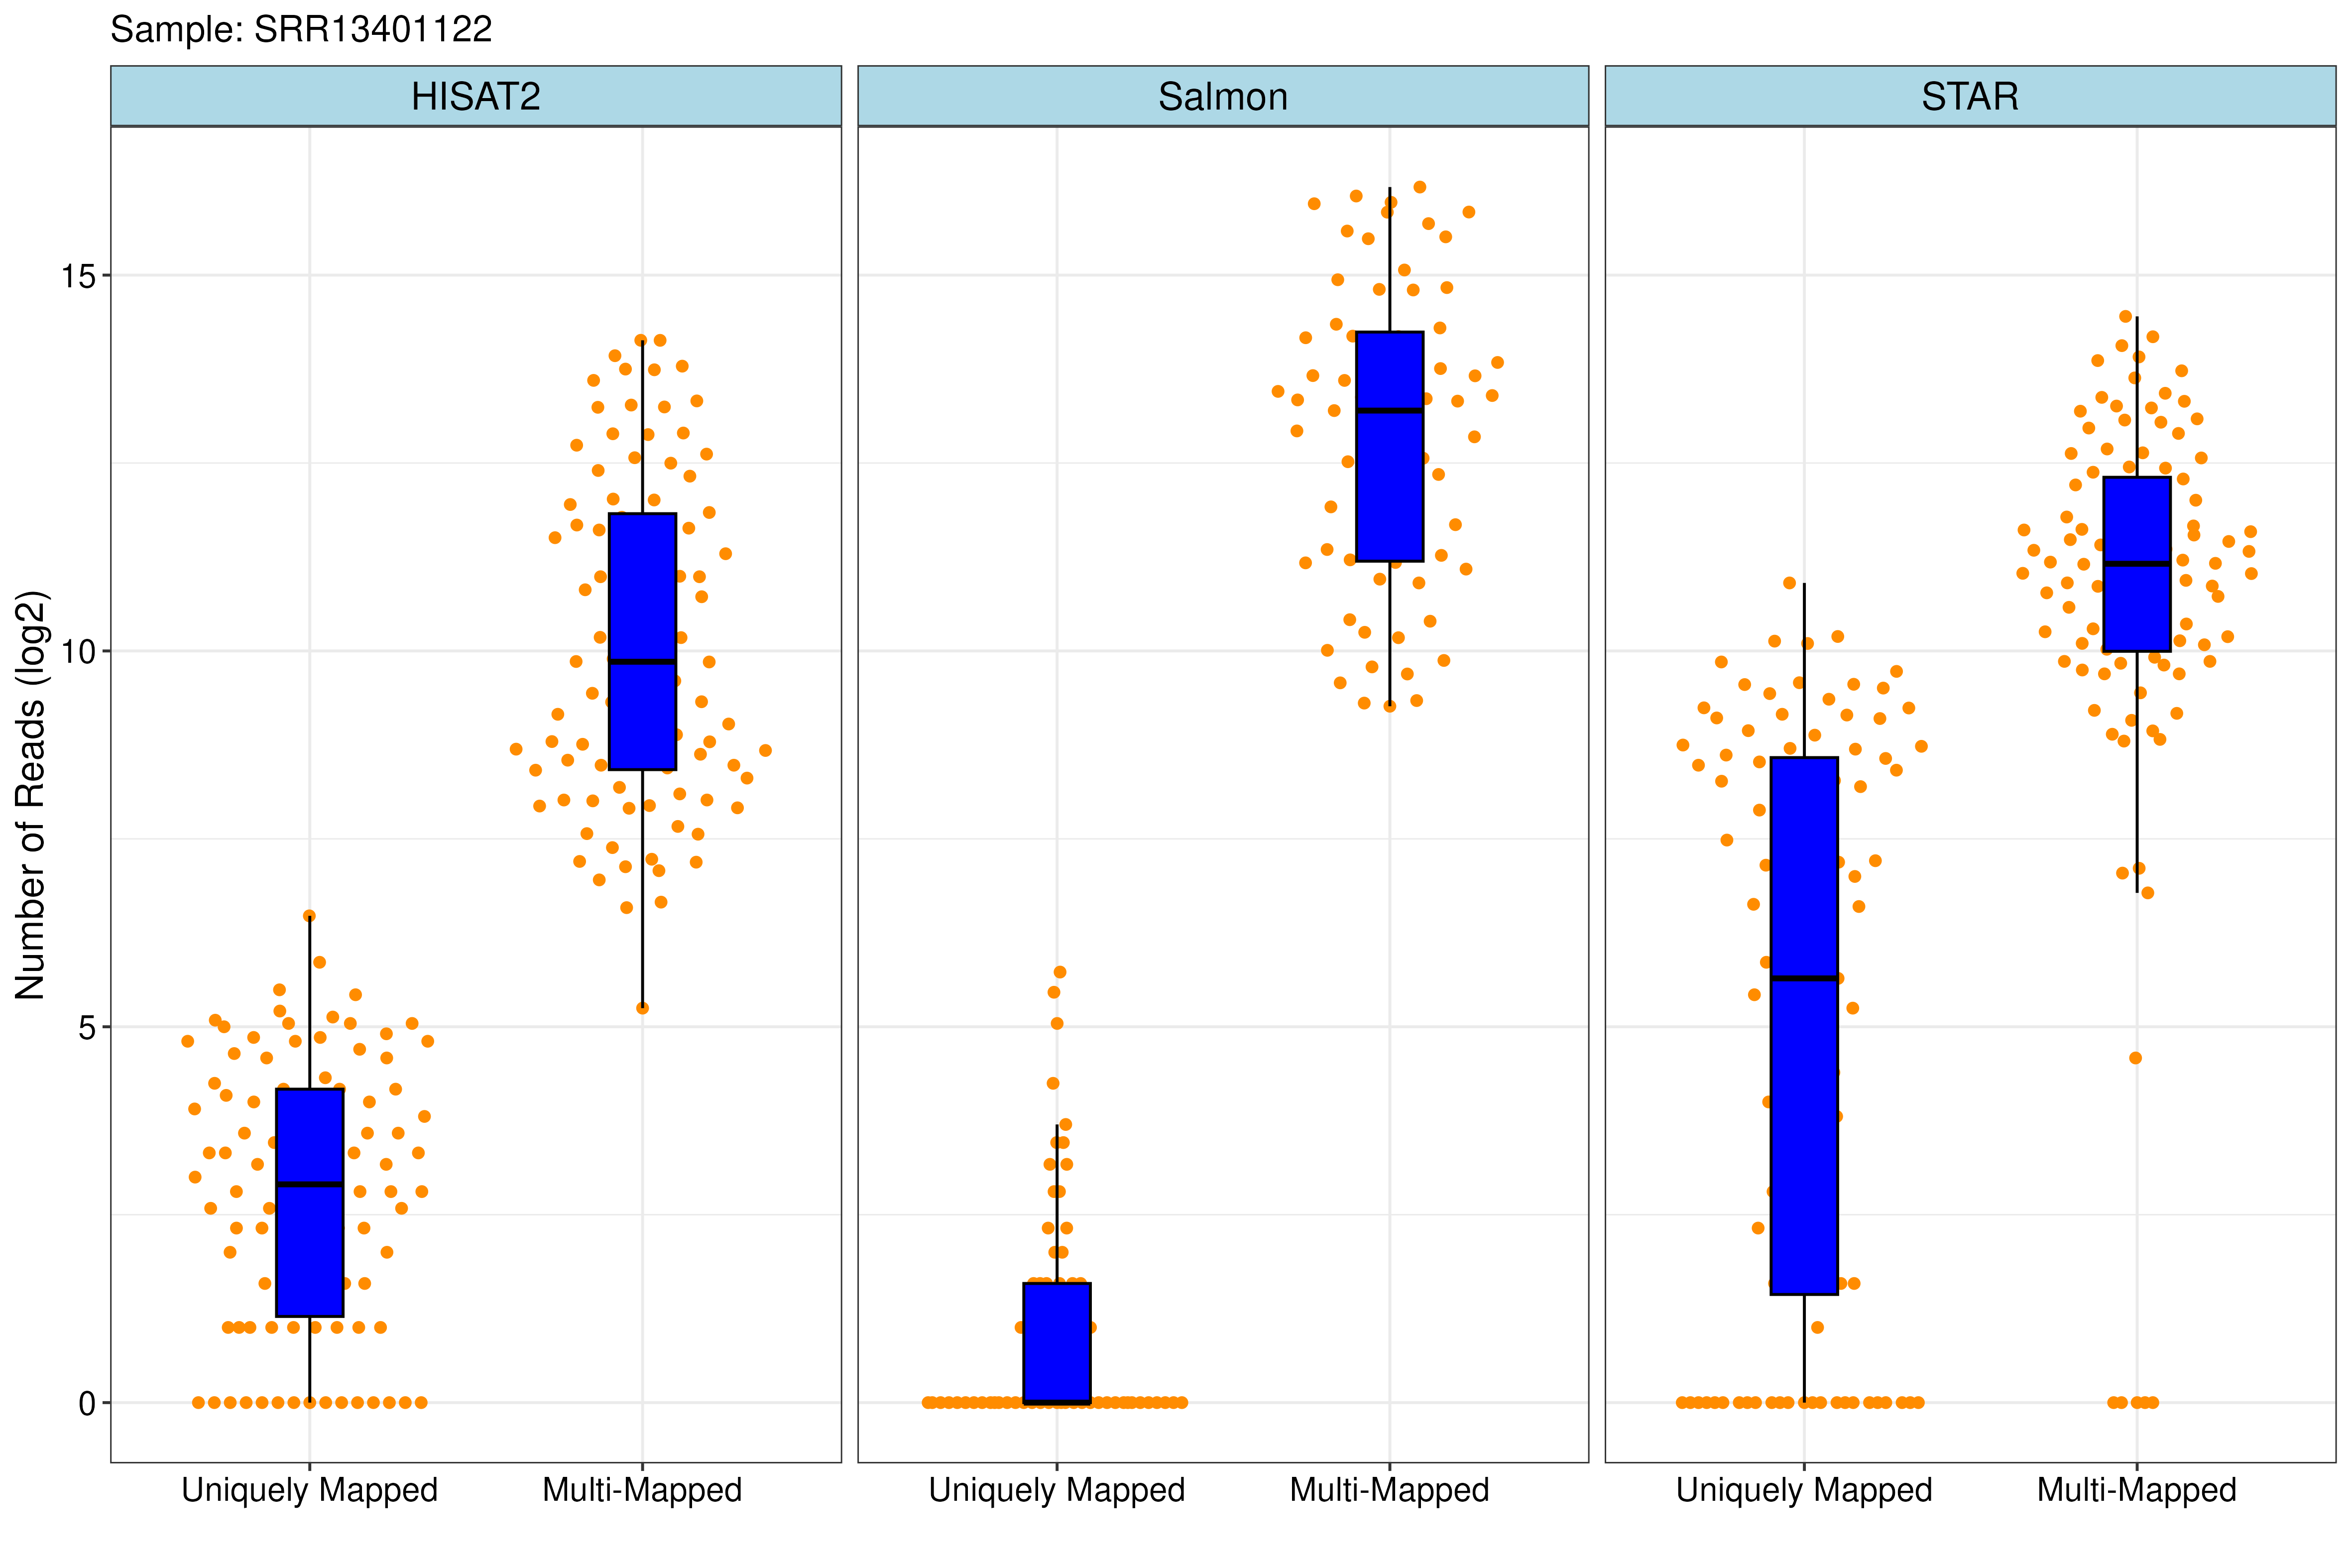 Sample: SRR13401122
HISAT2
Salmon
STAR
Number of Reads (log2)
15
10
5
0
Uniquely Mapped
Multi-Mapped
Uniquely Mapped
Multi-Mapped
Uniquely Mapped
Multi-Mapped